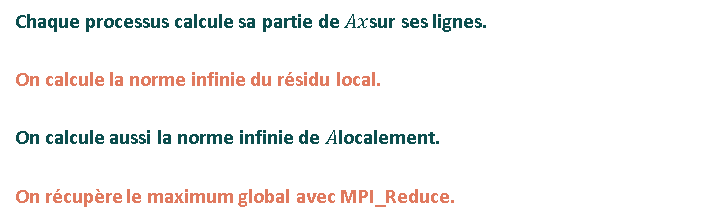 Chaque processus calcule sa partie de Axsur ses lignes.
On calcule la norme infinie du résidu local.
On calcule aussi la norme infinie de Alocalement.
On récupère le maximum global avec MPI_Reduce.